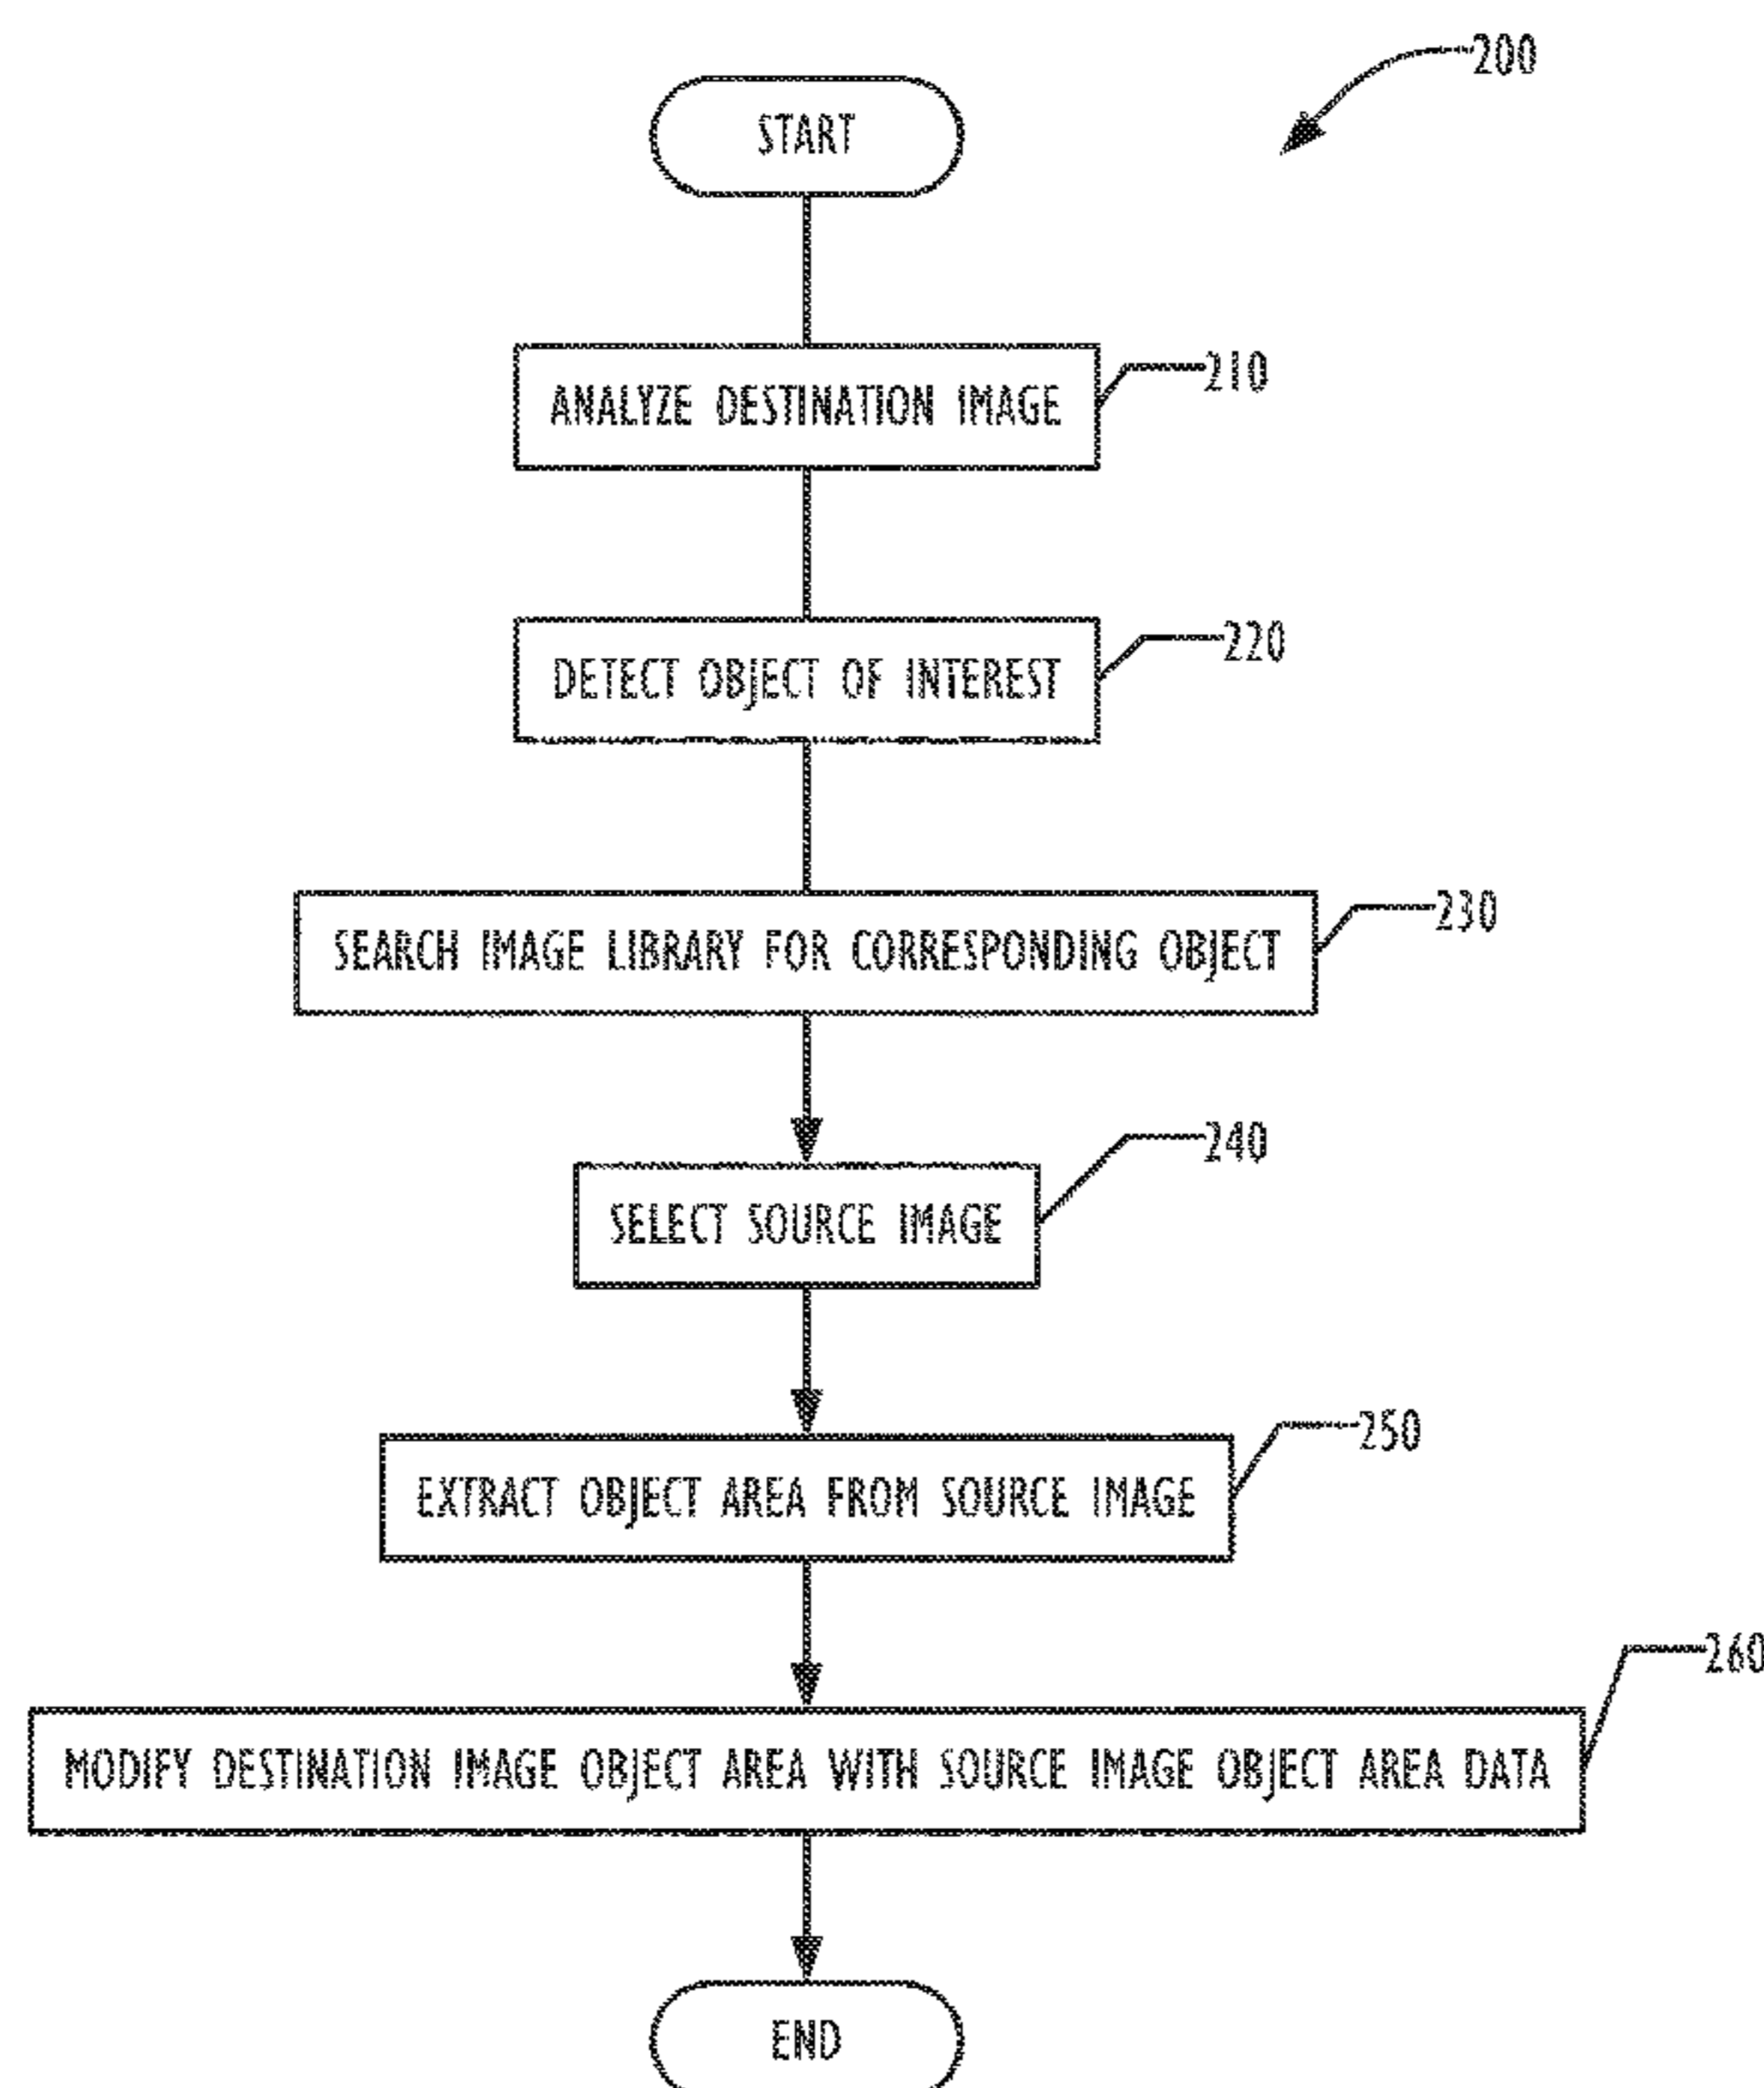 200
START
ANALYZE DESTINATION IMAGE
210
DETECT OBJECT OF INTEREST
220
SEARCH IMAGE LIBRARY FOR CORRESPONDING OBJECT
230
SELECT SOURCE IMAGE
240
EXTRACT OBJECT AREA FROM SOURCE IMAGE
250
MODIFY DESTINATION IMAGE OBJECT AREA WITH SOURCE IMAGE OBJECT AREA DATA
260
END